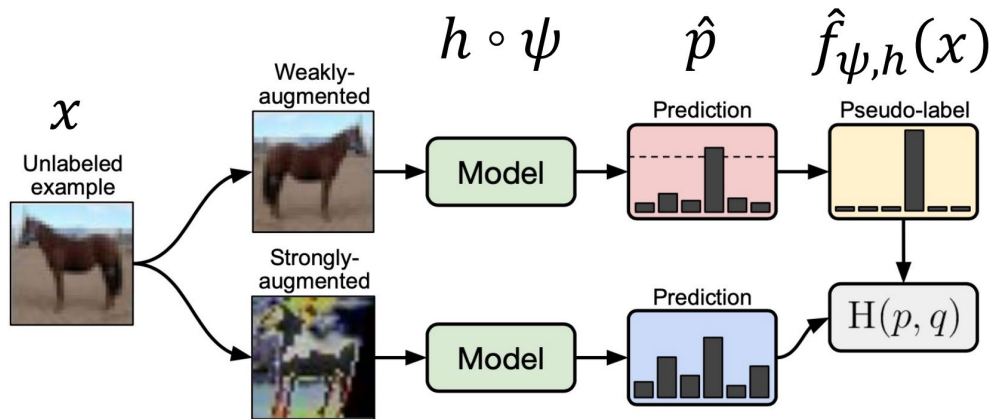 h ∘ ψ
p̂
f̂ψ,h(x)
x
Unlabeled
example
Weakly-
augmented
Model
Prediction
Pseudo-label
Strongly-
augmented
Model
Prediction
H(p, q)